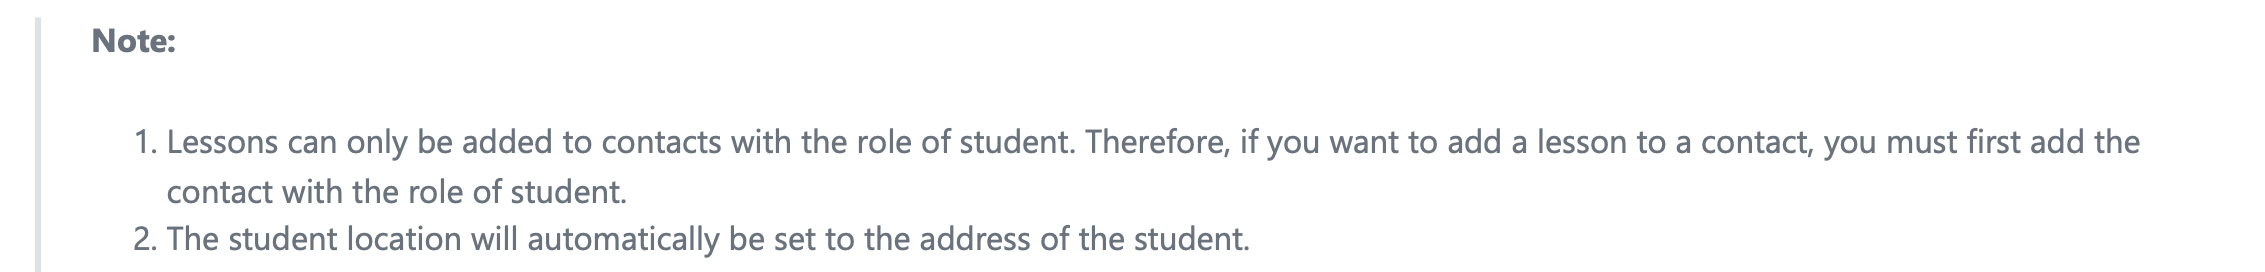 Note:
1. Lessons can only be added to contacts with the role of student. Therefore, if you want to add a lesson to a contact, you must first add the
contact with the role of student.
2. The student location will automatically be set to the address of the student.